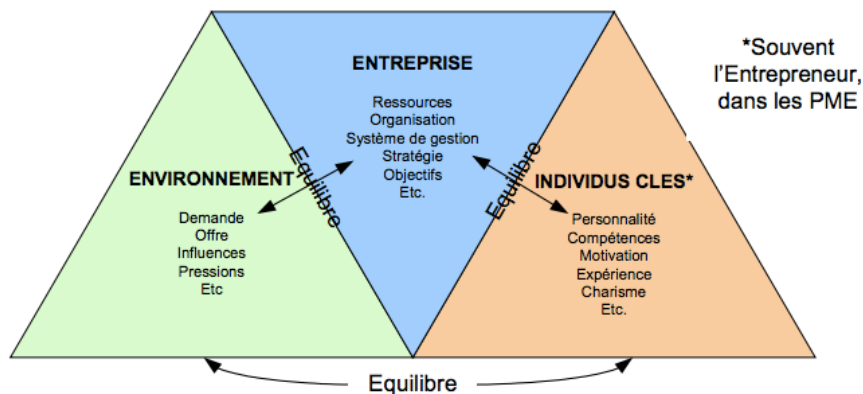 *Souvent
l'Entrepreneur,
dans les PME
ENTREPRISE
Ressources
Organisation
Système de gestion
Stratégie
Objectifs
Etc.
Equilibre
Equilibre
ENVIRONNEMENT
Demande
Offre
Influences
Pressions
Etc
INDIVIDUS CLES*
Personnalité
Compétences
Motivation
Expérience
Charisme
Etc.
Equilibre